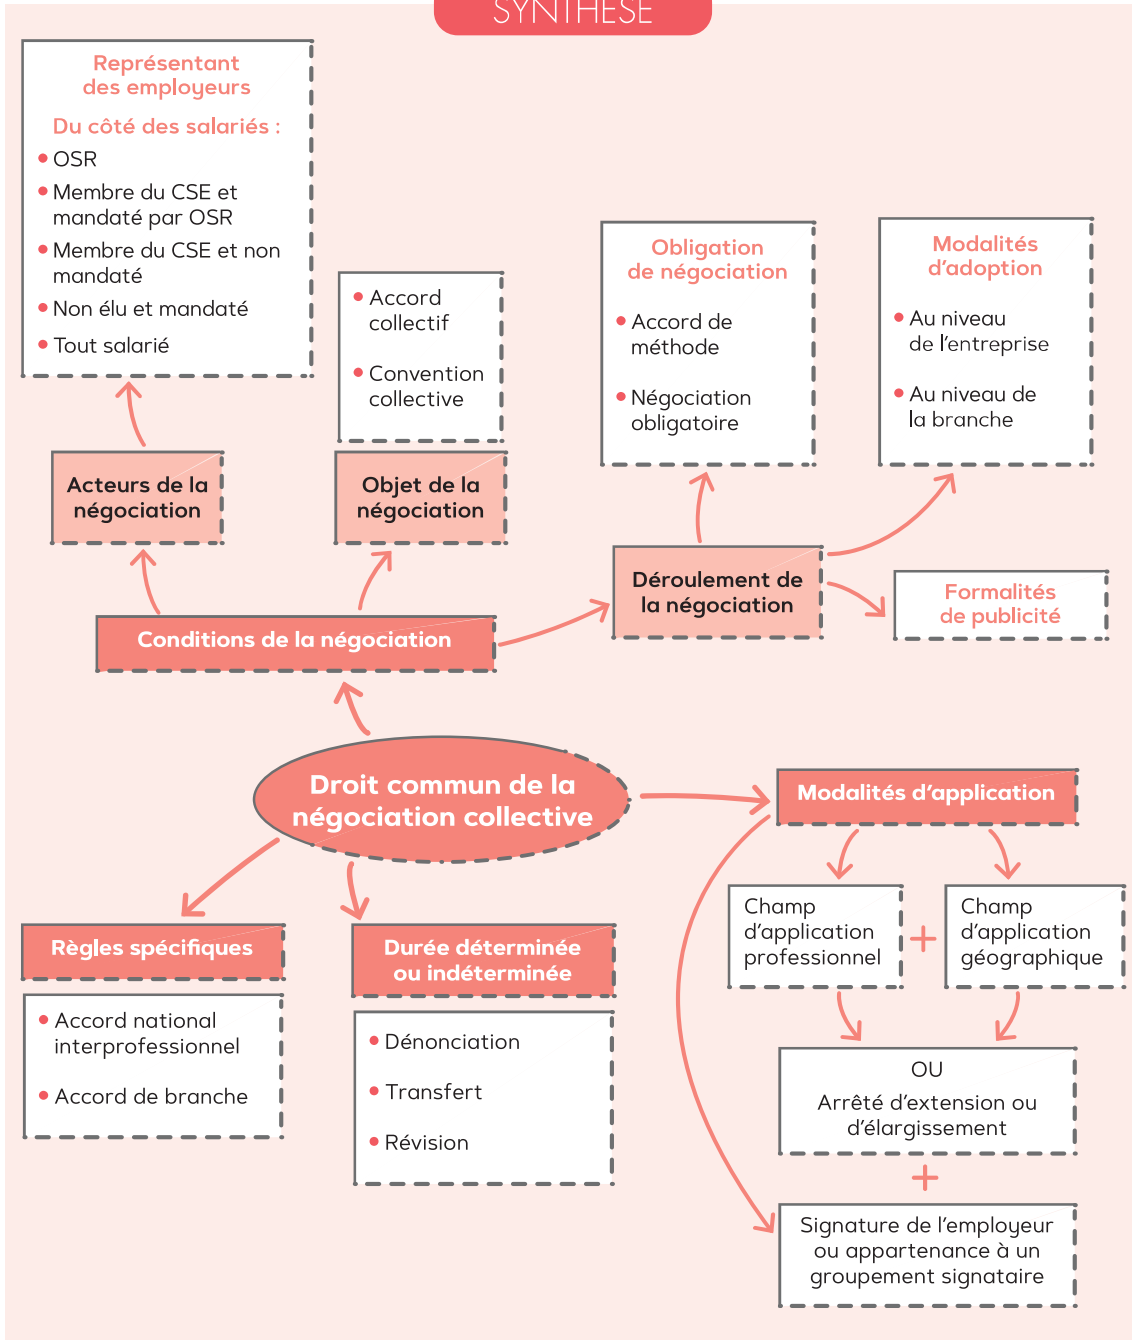 SYNTHÈSE
Représentant
des employeurs
Du côté des salariés :
• OSR
• Membre du CSE et
mandaté par OSR
• Membre du CSE et non
mandaté
• Non élu et mandaté
• Tout salarié
• Accord
collectif
• Convention
collective
Obligation
de négociation
• Accord de
méthode
• Négociation
obligatoire
Modalités
d'adoption
• Au niveau
de l'entreprise
• Au niveau de
la branche
Acteurs de la
négociation
Objet de la
négociation
Déroulement de
la négociation
Formalités
de publicité
Conditions de la négociation
Droit commun de la
négociation collective
Modalités d'application
Champ
d'application
professionnel
+
Champ
d'application
géographique
Règles spécifiques
• Accord national
interprofessionnel
• Accord de branche
Durée déterminée
ou indéterminée
• Dénonciation
• Transfert
• Révision
OU
Arrêté d'extension ou
d'élargissement
+
Signature de l'employeur
ou appartenance à un
groupement signataire